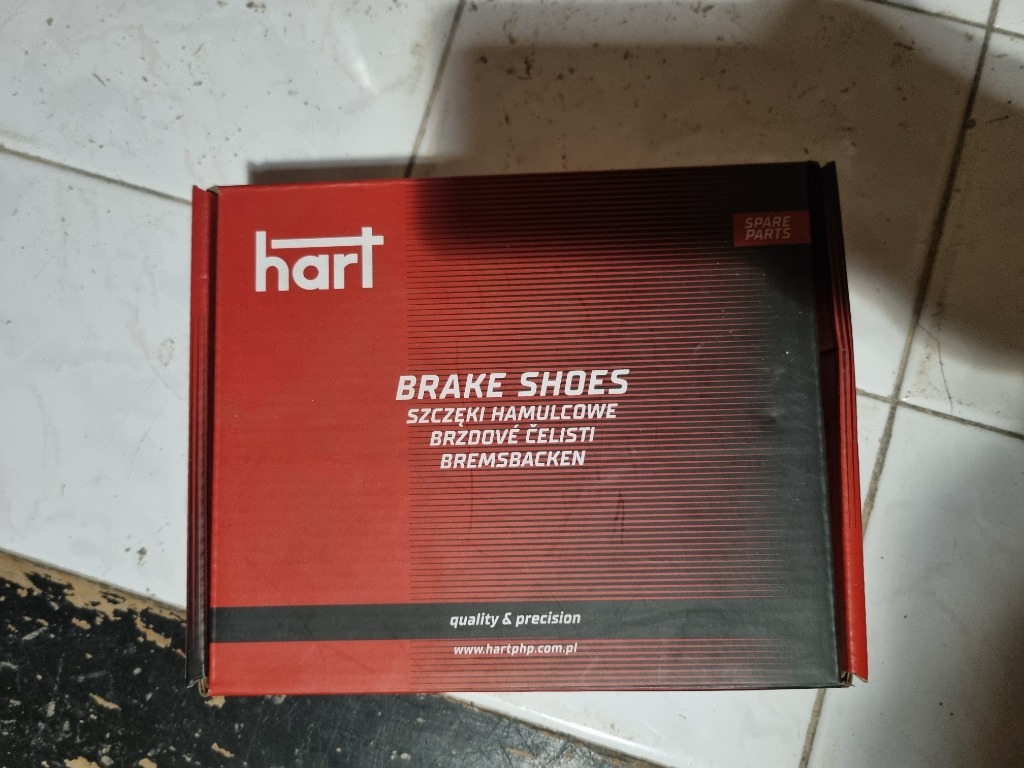 hart
SPARE
PARTS
BRAKE SHOES
SZCZĘKI HAMULCOWE
BRZDOVÉ ČELISTI
BREMSBACKEN
quality & precision
www.hartphp.com.pl